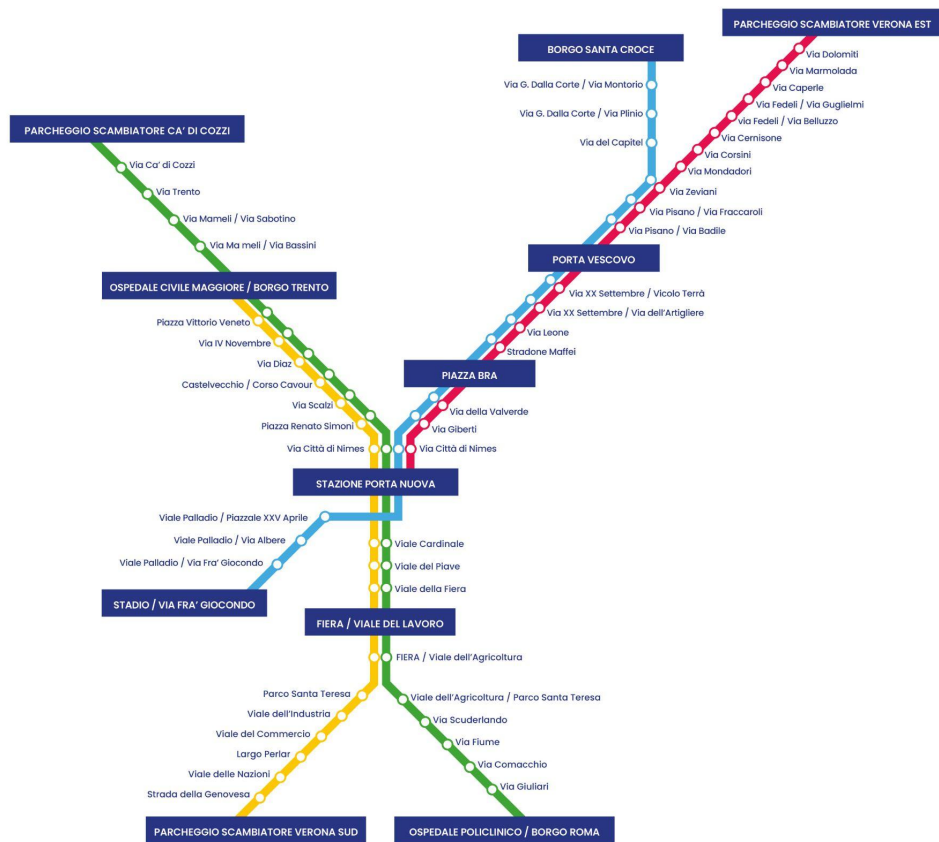 PARCHEGGIO SCAMBIATORE VERONA EST
BORGO SANTA CROCE
Via Dolomiti
Via Marmolada
Via G. Dalla Corte / Via Montorio
Via Caperle
Via Fedeli / Via Guglielmi
Via G. Dalla Corte / Via Plinio
via Fedeli / Via Belluzzo
PARCHEGGIO SCAMBIATORE CA' DI COZZI
Via Cernisone
Via del Capitel
Via Corsini
Via Ca' di Cozzi
Via Mondadori
Via Trento
Via Zeviani
Via Mameli / Via Sabotino
Via Pisano / Via Fraccaroli
Via Pisano / Via Badile
Via Ma meli / Via Bassini
PORTA VESCOVO
OSPEDALE CIVILE MAGGIORE / BORGO TRENTO
Via XX Settembre / Vicolo Terrà
Via XX Settembre / Via dell'Artigliere
Piazza Vittorio Veneto
Via Leone
Via IV Novembre
Stradone Maffei
Via Diaz
PIAZZA BRA
Castelvecchio / Corso Cavour
Via Scalzi
Via della Valverde
Piazza Renato Simoni
Via Giberti
Via Città di Nimes
Via Città di Nimes
STAZIONE PORTA NUOVA
Viale Palladio / Piazzale XXV Aprile
Viale Palladio / Via Albere
Viale Cardinale
Viale Palladio / Via Fra' Giocondo
Viale del Piave
Viale della Fiera
STADIO / VIA FRA' GIOCONDO
FIERA / VIALE DEL LAVORO
FIERA / Viale dell'Agricoltura
Parco Santa Teresa
Viale dell'Agricoltura / Parco Santa Teresa
Viale dell'Industria
Via Scuderlando
Viale del Commercio
Via Fiume
Largo Perlar
Via Comacchio
Viale delle Nazioni
Via Giuliari
Strada della Genovesa
PARCHEGGIO SCAMBIATORE VERONA SUD
OSPEDALE POLICLINICO / BORGO ROMA